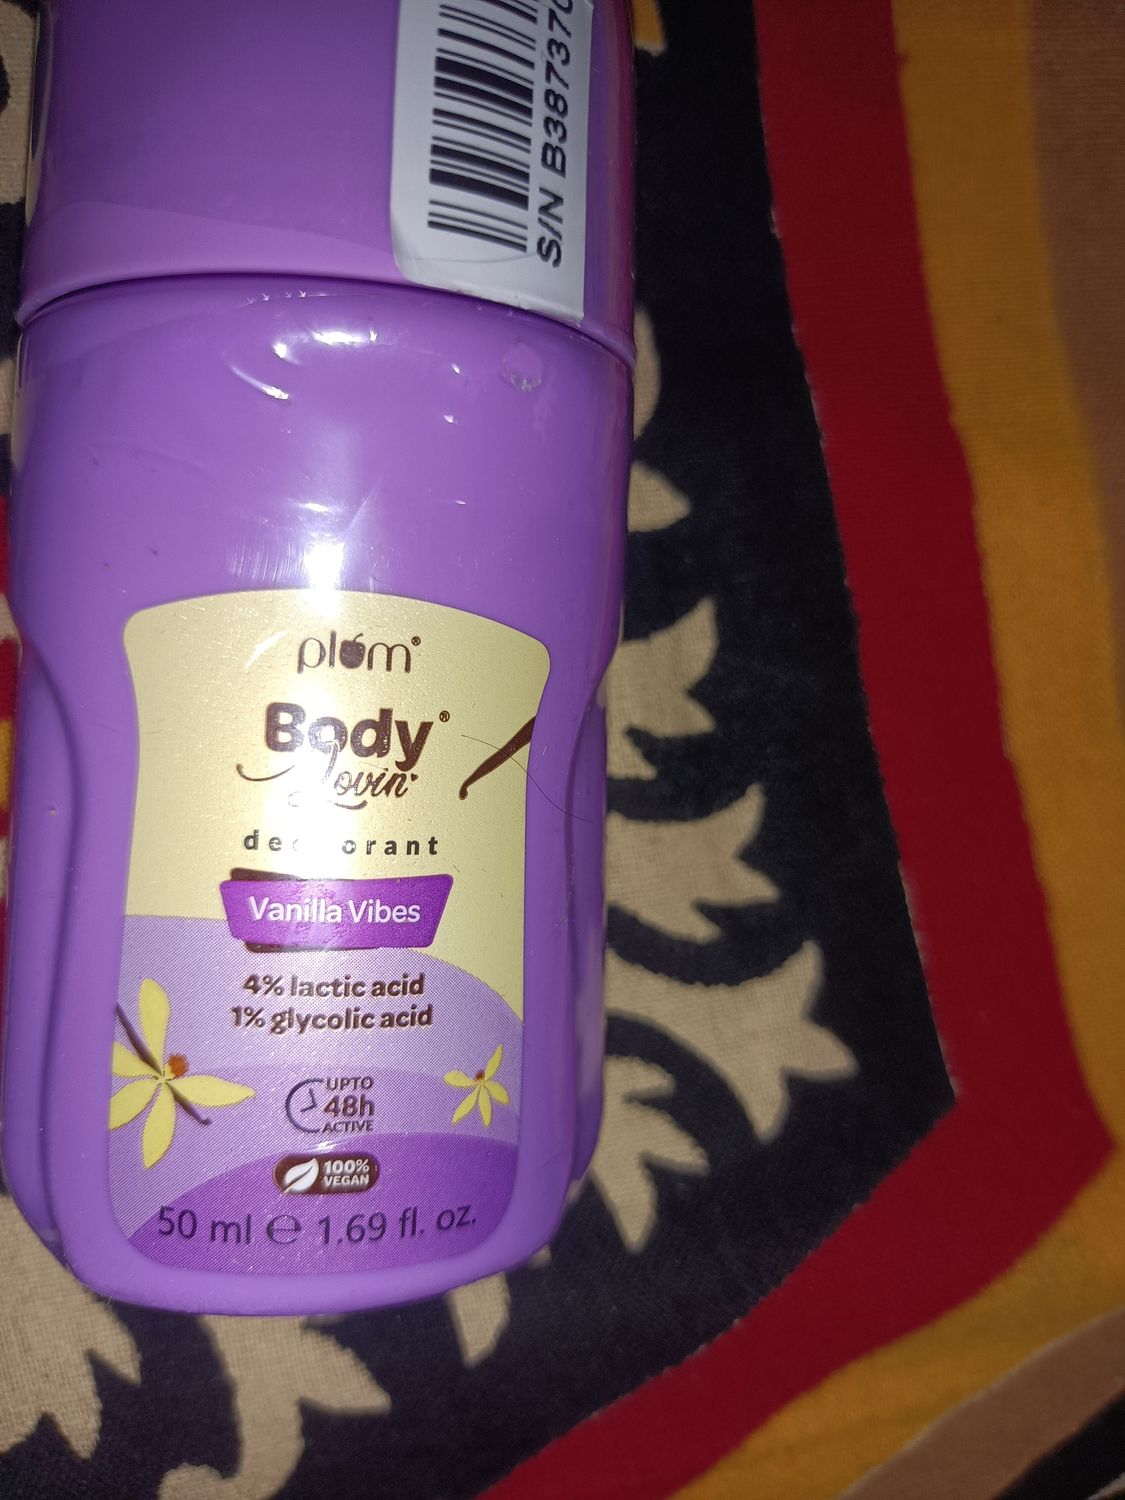 S/N B38737
plum®
Body®
Lovin'
deodorant
Vanilla Vibes
4% lactic acid
1% glycolic acid
UPTO
48h
ACTIVE
100%
VEGAN
50 ml ℮ 1.69 fl. oz.